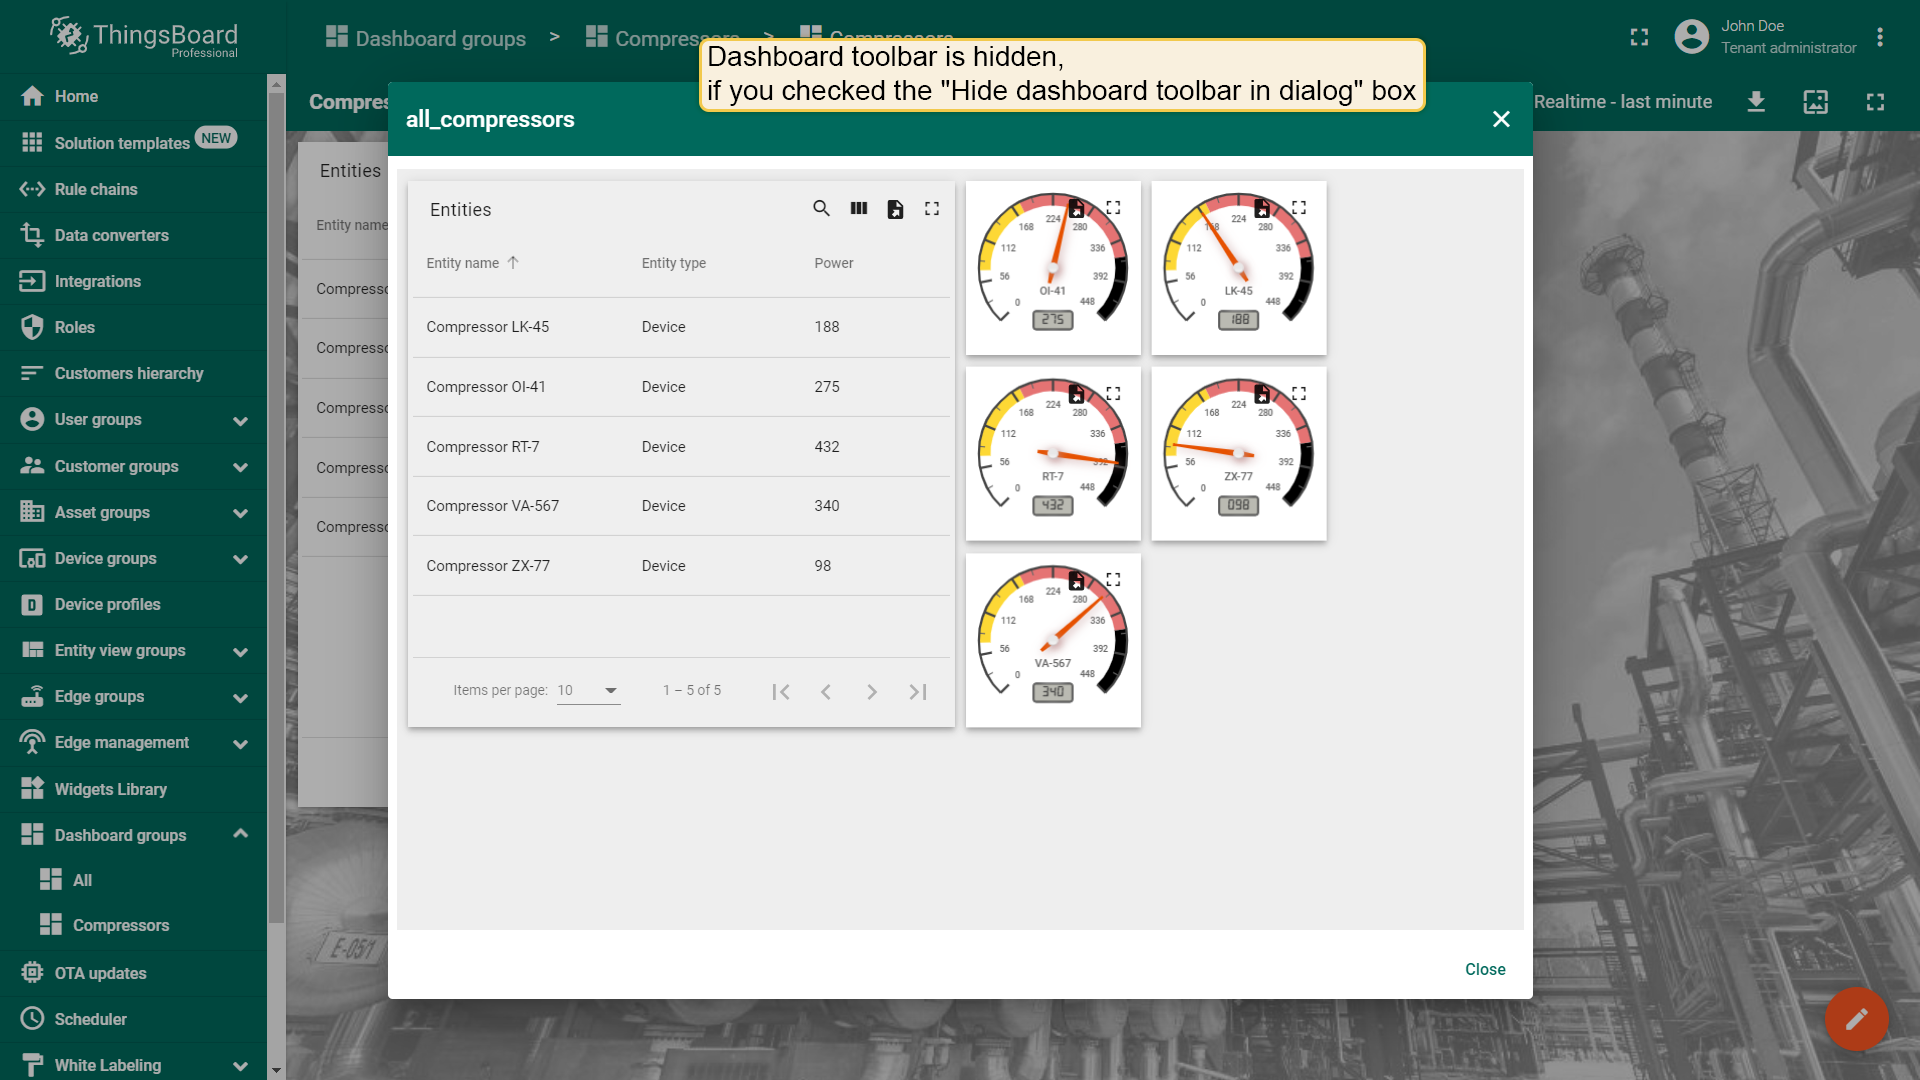 ThingsBoard
Professional
Dashboard groups > Compressors > Compressors
John Doe
Tenant administrator
Dashboard toolbar is hidden,
if you checked the "Hide dashboard toolbar in dialog" box
Home
Solution templates NEW
Rule chains
Data converters
Integrations
Roles
Customers hierarchy
User groups
Customer groups
Asset groups
Device groups
Device profiles
Entity view groups
Edge groups
Edge management
Widgets Library
Dashboard groups
All
Compressors
OTA updates
Scheduler
White Labeling
Compres
Realtime - last minute
Entities
Entity name
Compresso
Compresso
Compresso
Compresso
Compresso
E-05/1
all_compressors
Entities
Entity name Entity type Power
Compressor LK-45 Device 188
Compressor OI-41 Device 275
Compressor RT-7 Device 432
Compressor VA-567 Device 340
Compressor ZX-77 Device 98
Items per page: 10 1 – 5 of 5
0 56 112 168 224 280 336 392 448
OI-41
275
0 56 112 168 224 280 336 392 448
LK-45
188
0 56 112 168 224 280 336 392 448
RT-7
432
0 56 112 168 224 280 336 392 448
ZX-77
098
0 56 112 168 224 280 336 392 448
VA-567
340
Close